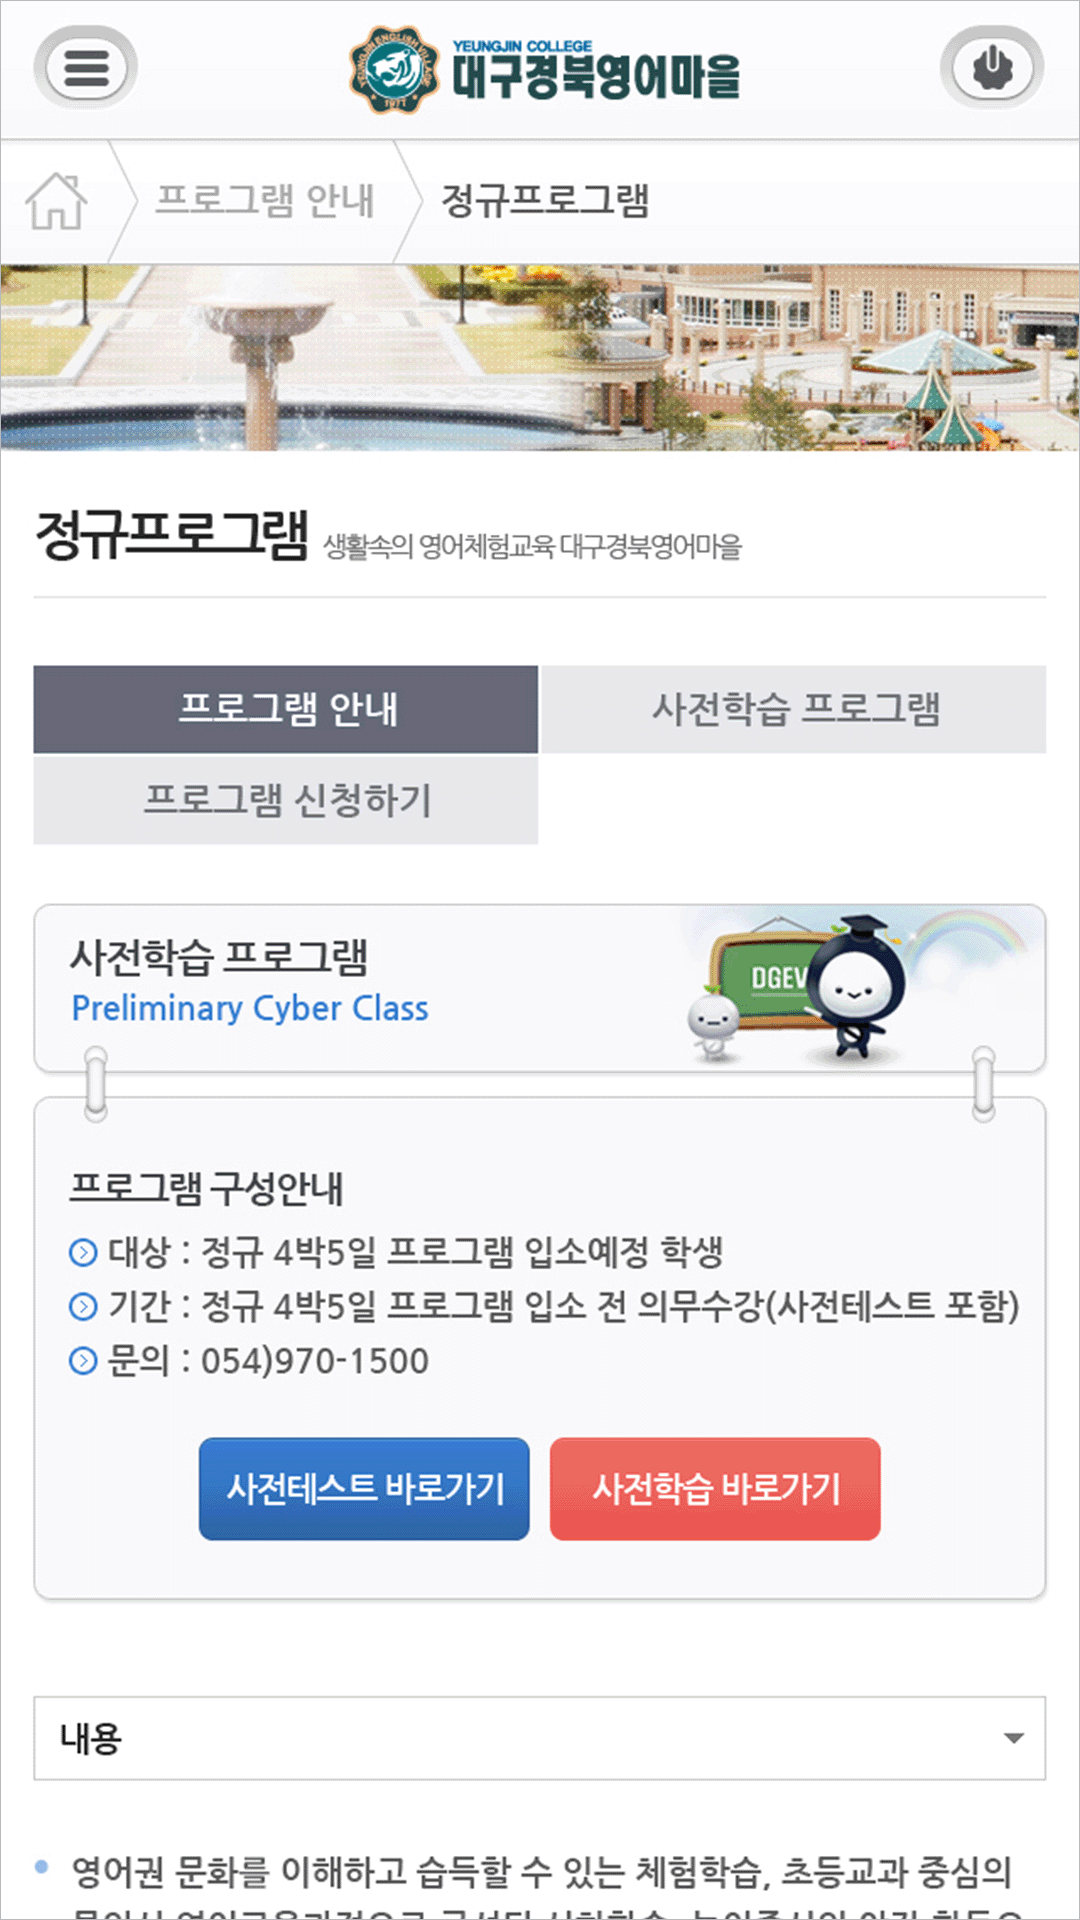 YEUNGJIN ENGLISH VILLAGE
1977
YEUNGJIN COLLEGE
대구경북영어마을
프로그램 안내
정규프로그램
정규프로그램 생활속의 영어체험교육 대구경북영어마을
프로그램 안내
사전학습 프로그램
프로그램 신청하기
사전학습 프로그램
Preliminary Cyber Class
DGEV
프로그램 구성안내
대상 : 정규 4박5일 프로그램 입소예정 학생
기간 : 정규 4박5일 프로그램 입소 전 의무수강(사전테스트 포함)
문의 : 054)970-1500
사전테스트 바로가기
사전학습 바로가기
내용
영어권 문화를 이해하고 습득할 수 있는 체험학습, 초등교과 중심의